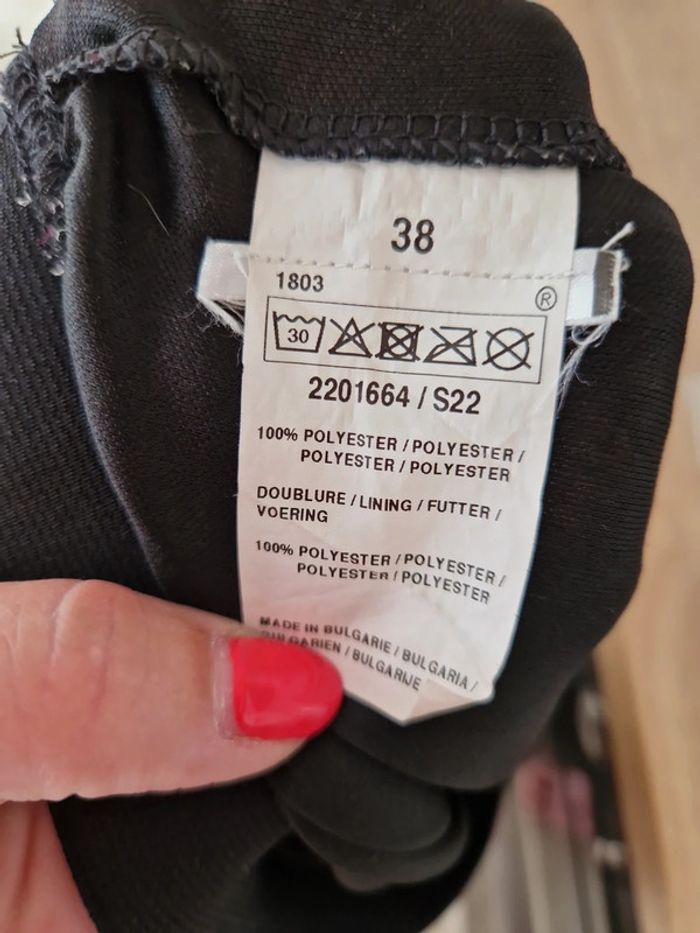 38
1803
®
30
2201664 / S22
100% POLYESTER / POLYESTER /
POLYESTER / POLYESTER
DOUBLURE / LINING / FUTTER /
VOERING
100% POLYESTER / POLYESTER /
POLYESTER / POLYESTER
MADE IN BULGARIE / BULGARIA /
BULGARIEN / BULGARIJE